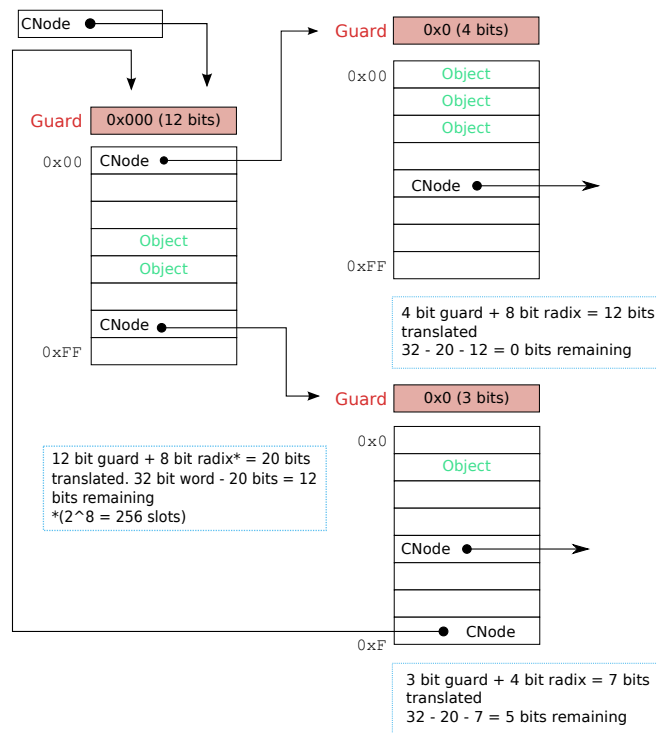 CNode
Guard 0x000 (12 bits)
0x00 CNode
Object
Object
CNode
0xFF
12 bit guard + 8 bit radix* = 20 bits
translated. 32 bit word - 20 bits = 12
bits remaining
*(2^8 = 256 slots)
Guard 0x0 (4 bits)
0x00 Object
Object
Object
CNode
0xFF
4 bit guard + 8 bit radix = 12 bits
translated
32 - 20 - 12 = 0 bits remaining
Guard 0x0 (3 bits)
0x0
Object
CNode
CNode
0xF
3 bit guard + 4 bit radix = 7 bits
translated
32 - 20 - 7 = 5 bits remaining